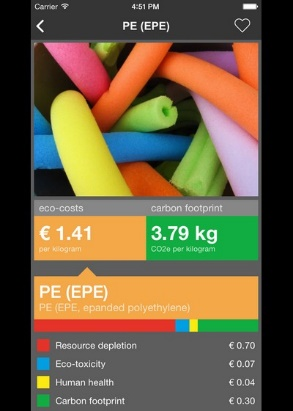 Carrier 4:51 PM
PE (EPE)
eco-costs carbon footprint
€ 1.41 3.79 kg
per kilogram CO2e per kilogram
PE (EPE)
PE (EPE, epanded polyethylene)
Resource depletion € 0.70
Eco-toxicity € 0.07
Human health € 0.04
Carbon footprint € 0.30